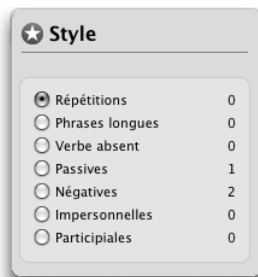 Style
Répétitions 0
Phrases longues 0
Verbe absent 0
Passives 1
Négatives 2
Impersonnelles 0
Participiales 0